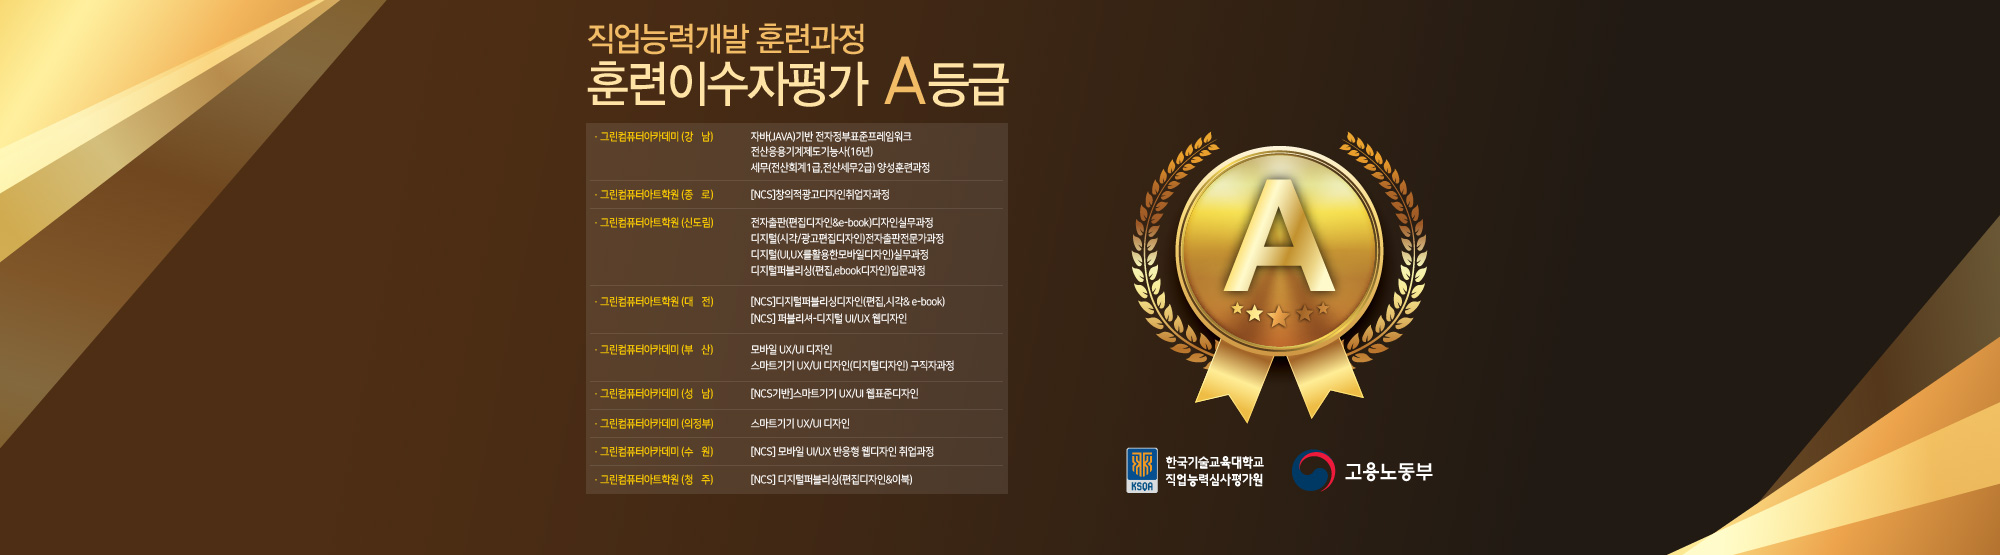 직업능력개발 훈련과정
훈련이수자평가 A등급
· 그린컴퓨터아카데미 (강 남) 자바(JAVA)기반 전자정부표준프레임워크
전산응용기계제도기능사(16년)
세무(전산회계1급,전산세무2급) 양성훈련과정
· 그린컴퓨터아트학원 (종 로) [NCS]창의적광고디자인취업자과정
· 그린컴퓨터아트학원 (신도림) 전자출판(편집디자인&e-book)디자인실무과정
디지털(시각/광고편집디자인)전자출판전문가과정
디지털(UI,UX를활용한모바일디자인)실무과정
디지털퍼블리싱(편집,ebook디자인)입문과정
· 그린컴퓨터아트학원 (대 전) [NCS]디지털퍼블리싱디자인(편집,시각& e-book)
[NCS] 퍼블리셔-디지털 UI/UX 웹디자인
· 그린컴퓨터아카데미 (부 산) 모바일 UX/UI 디자인
스마트기기 UX/UI 디자인(디지털디자인) 구직자과정
· 그린컴퓨터아카데미 (성 남) [NCS기반]스마트기기 UX/UI 웹표준디자인
· 그린컴퓨터아카데미 (의정부) 스마트기기 UX/UI 디자인
· 그린컴퓨터아카데미 (수 원) [NCS] 모바일 UI/UX 반응형 웹디자인 취업과정
· 그린컴퓨터아트학원 (청 주) [NCS] 디지털퍼블리싱(편집디자인&이북)
A
KSQA
한국기술교육대학교
직업능력심사평가원
고용노동부